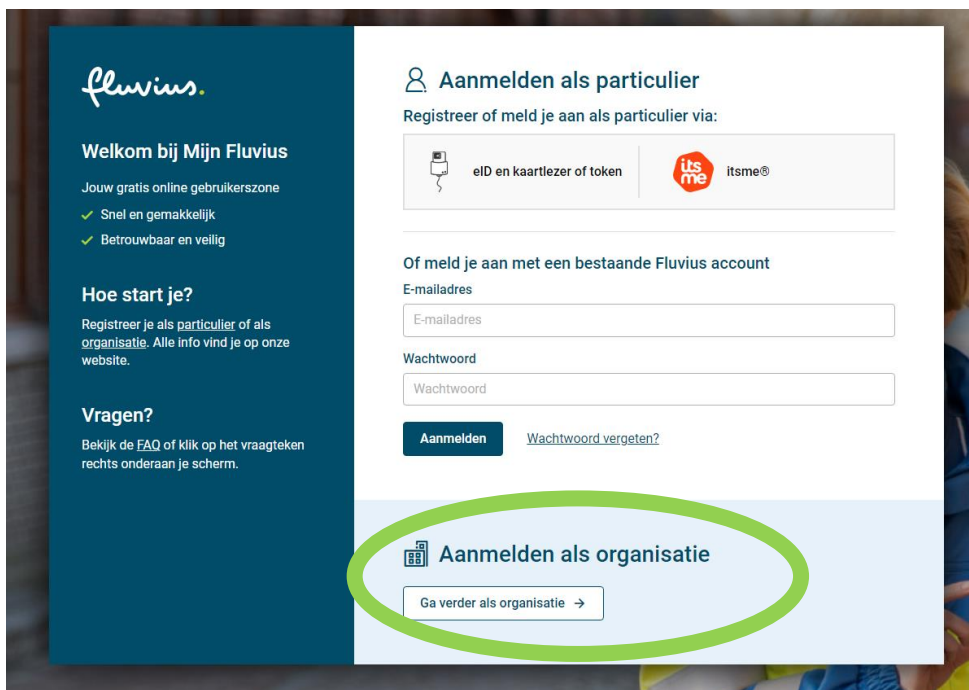 fluvius.
Welkom bij Mijn Fluvius
Jouw gratis online gebruikerszone
Snel en gemakkelijk
Betrouwbaar en veilig
Hoe start je?
Registreer je als particulier of als
organisatie. Alle info vind je op onze
website.
Vragen?
Bekijk de FAQ of klik op het vraagteken
rechts onderaan je scherm.
Aanmelden als particulier
Registreer of meld je aan als particulier via:
eID en kaartlezer of token
its
me
itsme®
Of meld je aan met een bestaande Fluvius account
E-mailadres
E-mailadres
Wachtwoord
Wachtwoord
Aanmelden
Wachtwoord vergeten?
Aanmelden als organisatie
Ga verder als organisatie →